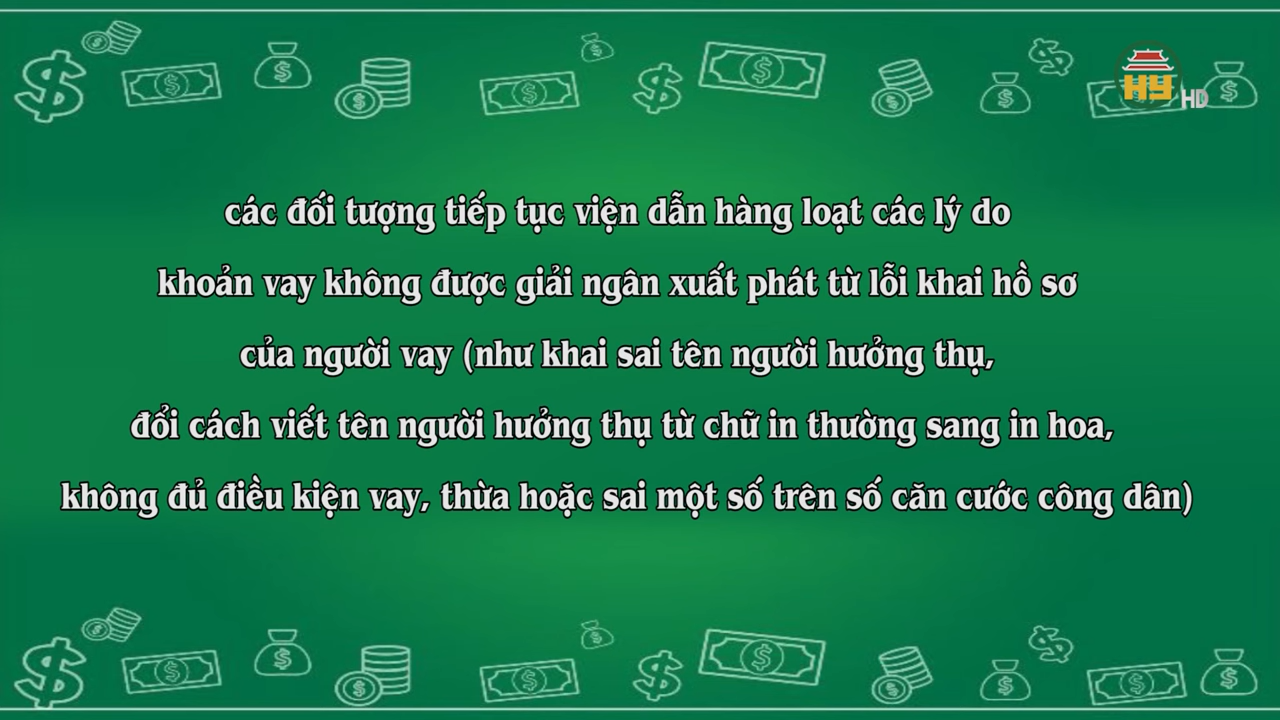 HY HD
các đối tượng tiếp tục viện dẫn hàng loạt các lý do
khoản vay không được giải ngân xuất phát từ lỗi khai hồ sơ
của người vay (như khai sai tên người hưởng thụ,
đổi cách viết tên người hưởng thụ từ chữ in thường sang in hoa,
không đủ điều kiện vay, thừa hoặc sai một số trên số căn cước công dân)